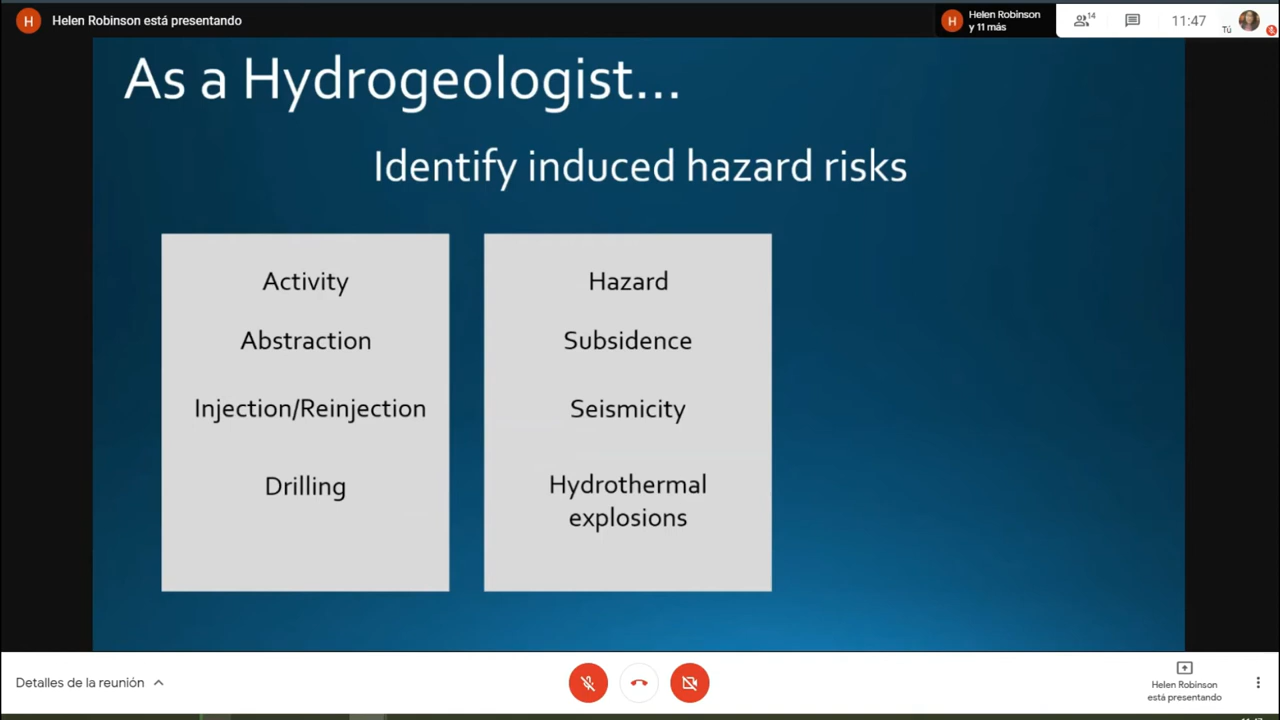 H Helen Robinson está presentando
H Helen Robinson
y 11 más
14
11:47
Tú
As a Hydrogeologist...
Identify induced hazard risks
Activity
Abstraction
Injection/Reinjection
Drilling
Hazard
Subsidence
Seismicity
Hydrothermal
explosions
Detalles de la reunión
Helen Robinson
está presentando